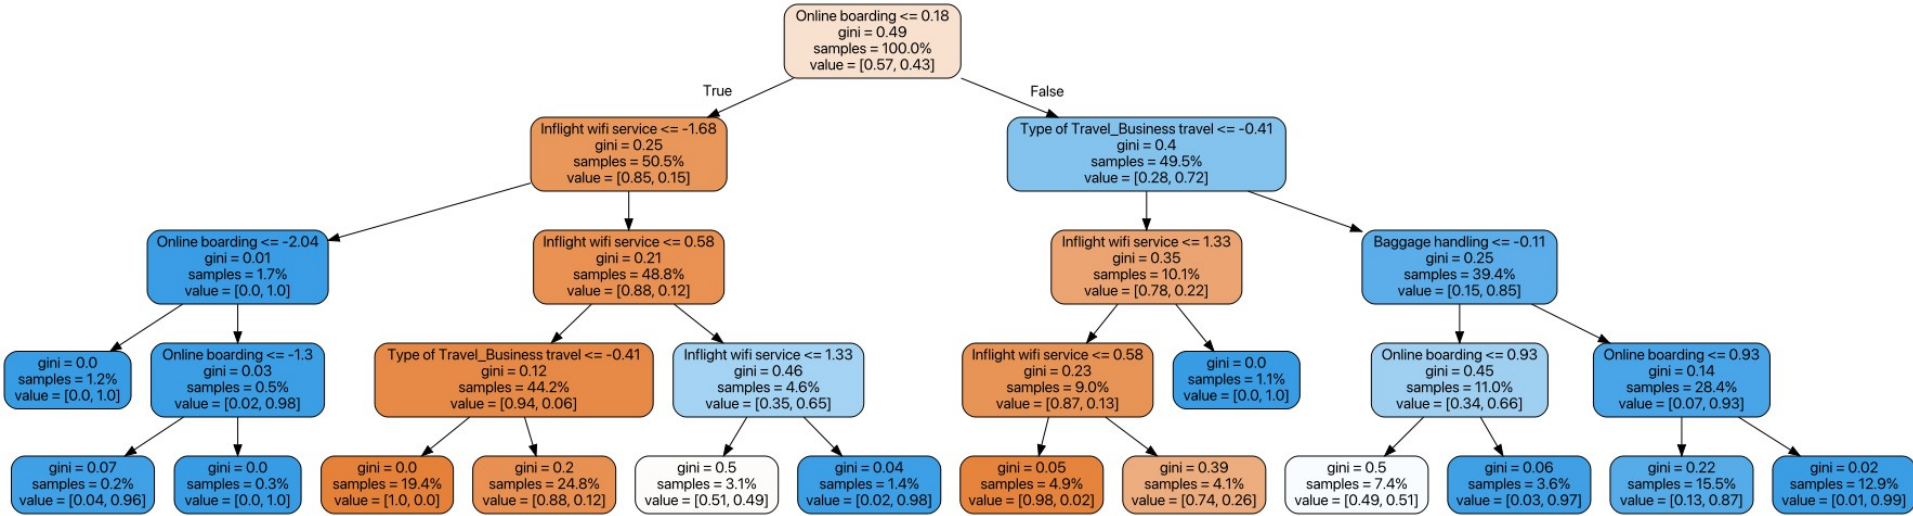 Online boarding <= 0.18
gini = 0.49
samples = 100.0%
value = [0.57, 0.43]
True
False
Inflight wifi service <= -1.68
gini = 0.25
samples = 50.5%
value = [0.85, 0.15]
Type of Travel_Business travel <= -0.41
gini = 0.4
samples = 49.5%
value = [0.28, 0.72]
Online boarding <= -2.04
gini = 0.01
samples = 1.7%
value = [0.0, 1.0]
Inflight wifi service <= 0.58
gini = 0.21
samples = 48.8%
value = [0.88, 0.12]
Inflight wifi service <= 1.33
gini = 0.35
samples = 10.1%
value = [0.78, 0.22]
Baggage handling <= -0.11
gini = 0.25
samples = 39.4%
value = [0.15, 0.85]
gini = 0.0
samples = 1.2%
value = [0.0, 1.0]
Online boarding <= -1.3
gini = 0.03
samples = 0.5%
value = [0.02, 0.98]
Type of Travel_Business travel <= -0.41
gini = 0.12
samples = 44.2%
value = [0.94, 0.06]
Inflight wifi service <= 1.33
gini = 0.46
samples = 4.6%
value = [0.35, 0.65]
Inflight wifi service <= 0.58
gini = 0.23
samples = 9.0%
value = [0.87, 0.13]
gini = 0.0
samples = 1.1%
value = [0.0, 1.0]
Online boarding <= 0.93
gini = 0.45
samples = 11.0%
value = [0.34, 0.66]
Online boarding <= 0.93
gini = 0.14
samples = 28.4%
value = [0.07, 0.93]
gini = 0.07
samples = 0.2%
value = [0.04, 0.96]
gini = 0.0
samples = 0.3%
value = [0.0, 1.0]
gini = 0.0
samples = 19.4%
value = [1.0, 0.0]
gini = 0.2
samples = 24.8%
value = [0.88, 0.12]
gini = 0.5
samples = 3.1%
value = [0.51, 0.49]
gini = 0.04
samples = 1.4%
value = [0.02, 0.98]
gini = 0.05
samples = 4.9%
value = [0.98, 0.02]
gini = 0.39
samples = 4.1%
value = [0.74, 0.26]
gini = 0.5
samples = 7.4%
value = [0.49, 0.51]
gini = 0.06
samples = 3.6%
value = [0.03, 0.97]
gini = 0.22
samples = 15.5%
value = [0.13, 0.87]
gini = 0.02
samples = 12.9%
value = [0.01, 0.99]